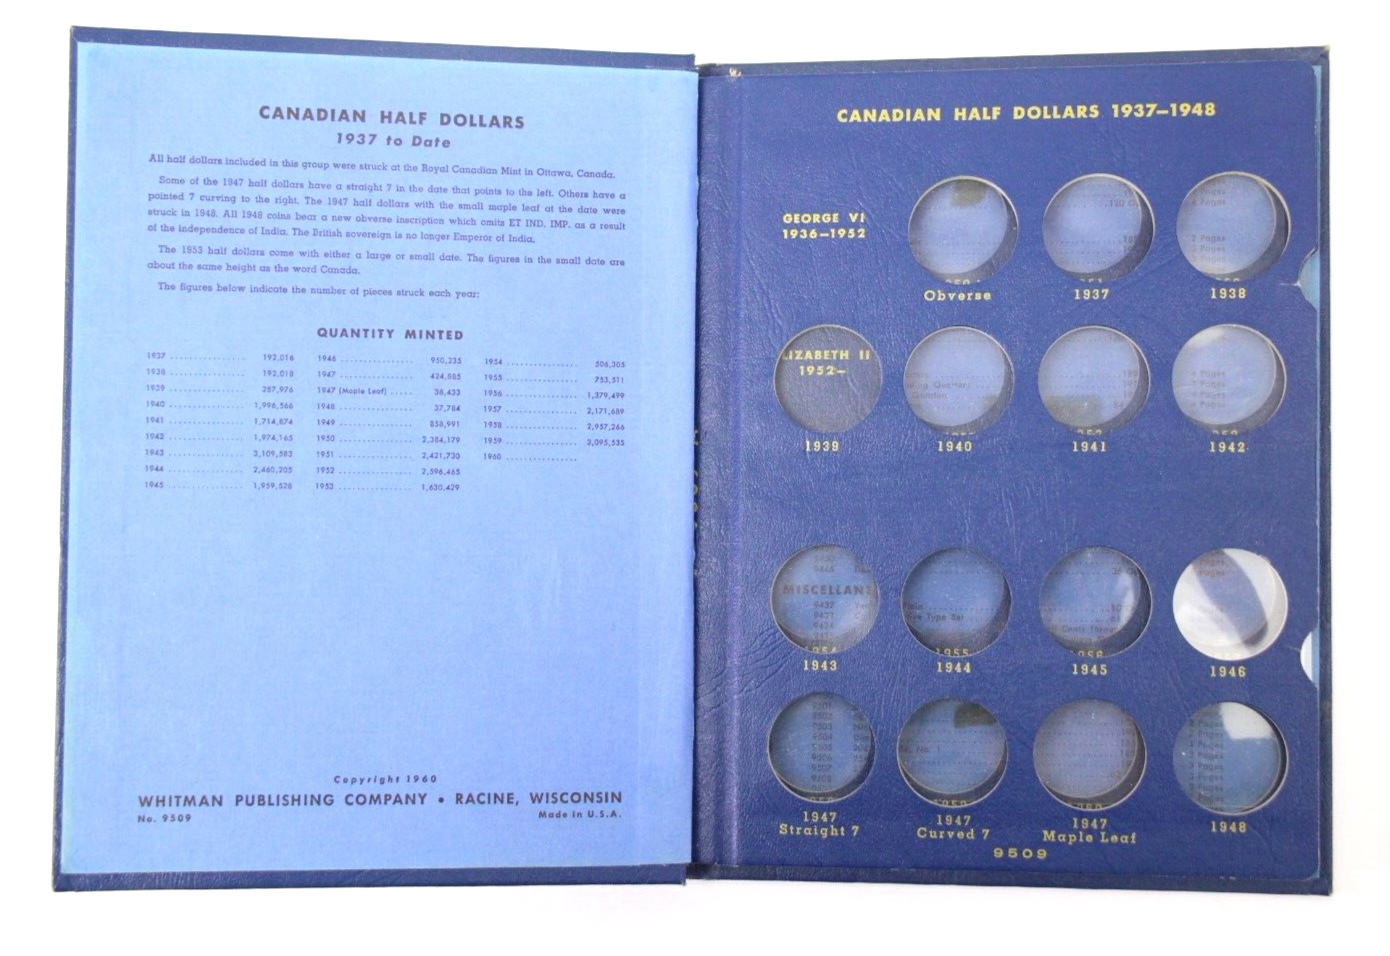 CANADIAN HALF DOLLARS
1937 to Date
All half dollars included in this group were struck at the Royal Canadian Mint in Ottawa, Canada.
Some of the 1947 half dollars have a straight 7 in the date that points to the left. Others have a
pointed 7 curving to the right. The 1947 half dollars with the small maple leaf at the date were
struck in 1948. All 1948 coins bear a new obverse inscription which omits ET IND. IMP. as a result
of the independence of India. The British sovereign is no longer Emperor of India.
The 1953 half dollars come with either a large or small date. The figures in the small date are
about the same height as the word Canada.
The figures below indicate the number of pieces struck each year:
QUANTITY MINTED
1937 192,016
1938 192,018
1939 287,976
1940 1,996,566
1941 1,714,874
1942 1,974,165
1943 3,109,583
1944 2,460,205
1945 1,959,528
1946 950,235
1947 424,885
1947 (Maple Leaf) 38,433
1948 37,784
1949 858,991
1950 2,384,179
1951 2,421,730
1952 2,596,465
1953 1,630,429
1954 506,305
1955 753,511
1956 1,379,499
1957 2,171,689
1958 2,957,266
1959 3,095,535
1960
Copyright 1960
WHITMAN PUBLISHING COMPANY • RACINE, WISCONSIN
No. 9509 Made in U.S.A.
CANADIAN HALF DOLLARS 1937–1948
GEORGE VI
1936–1952
Obverse 1937 1938
LIZABETH II
1952–
1939 1940 1941 1942
MISCELLANE
1943 1944 1945 1946
1947 1947 1947 1948
Straight 7 Curved 7 Maple Leaf
9509